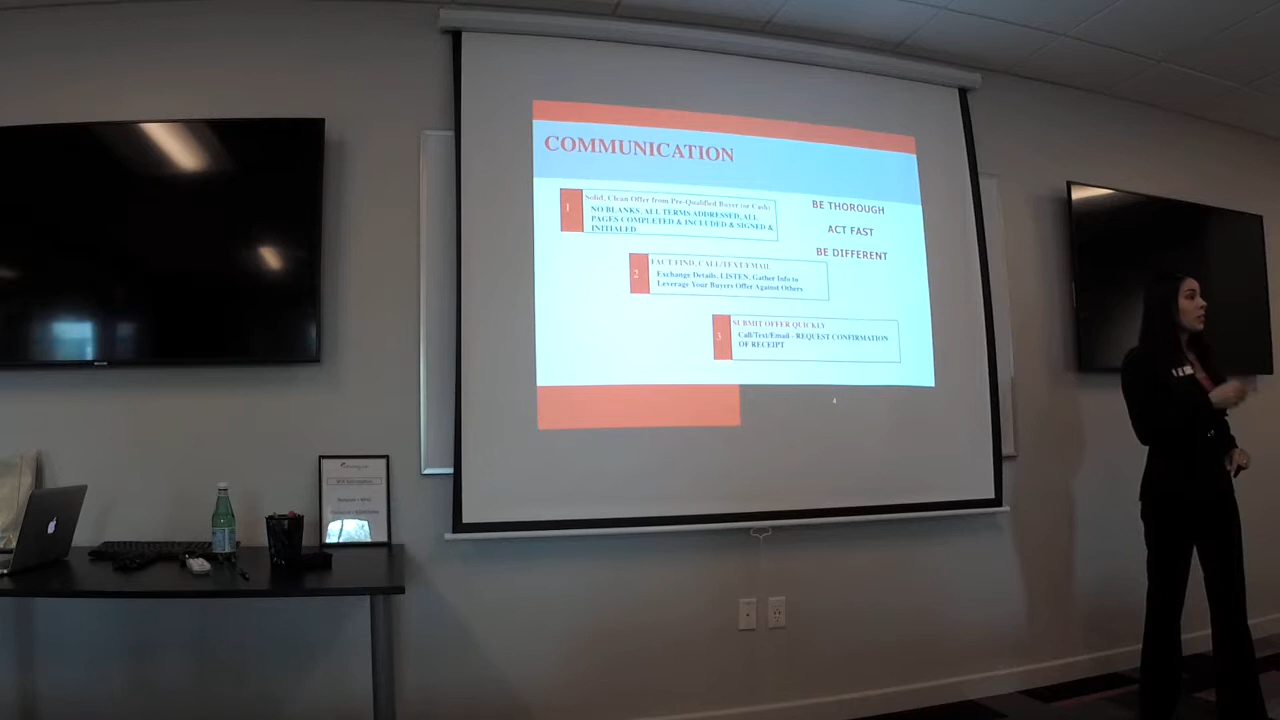 COMMUNICATION
1
Solid, Clean Offer from Pre-Qualified Buyer (or Cash)
NO BLANKS, ALL TERMS ADDRESSED, ALL
PAGES COMPLETED & INCLUDED & SIGNED &
INITIALED
BE THOROUGH
ACT FAST
BE DIFFERENT
2
FACT FIND, CALL/TEXT/EMAIL
Exchange Details, LISTEN, Gather Info to
Leverage Your Buyers Offer Against Others
3
SUBMIT OFFER QUICKLY
Call/Text/Email - REQUEST CONFIRMATION
OF RECEIPT
4